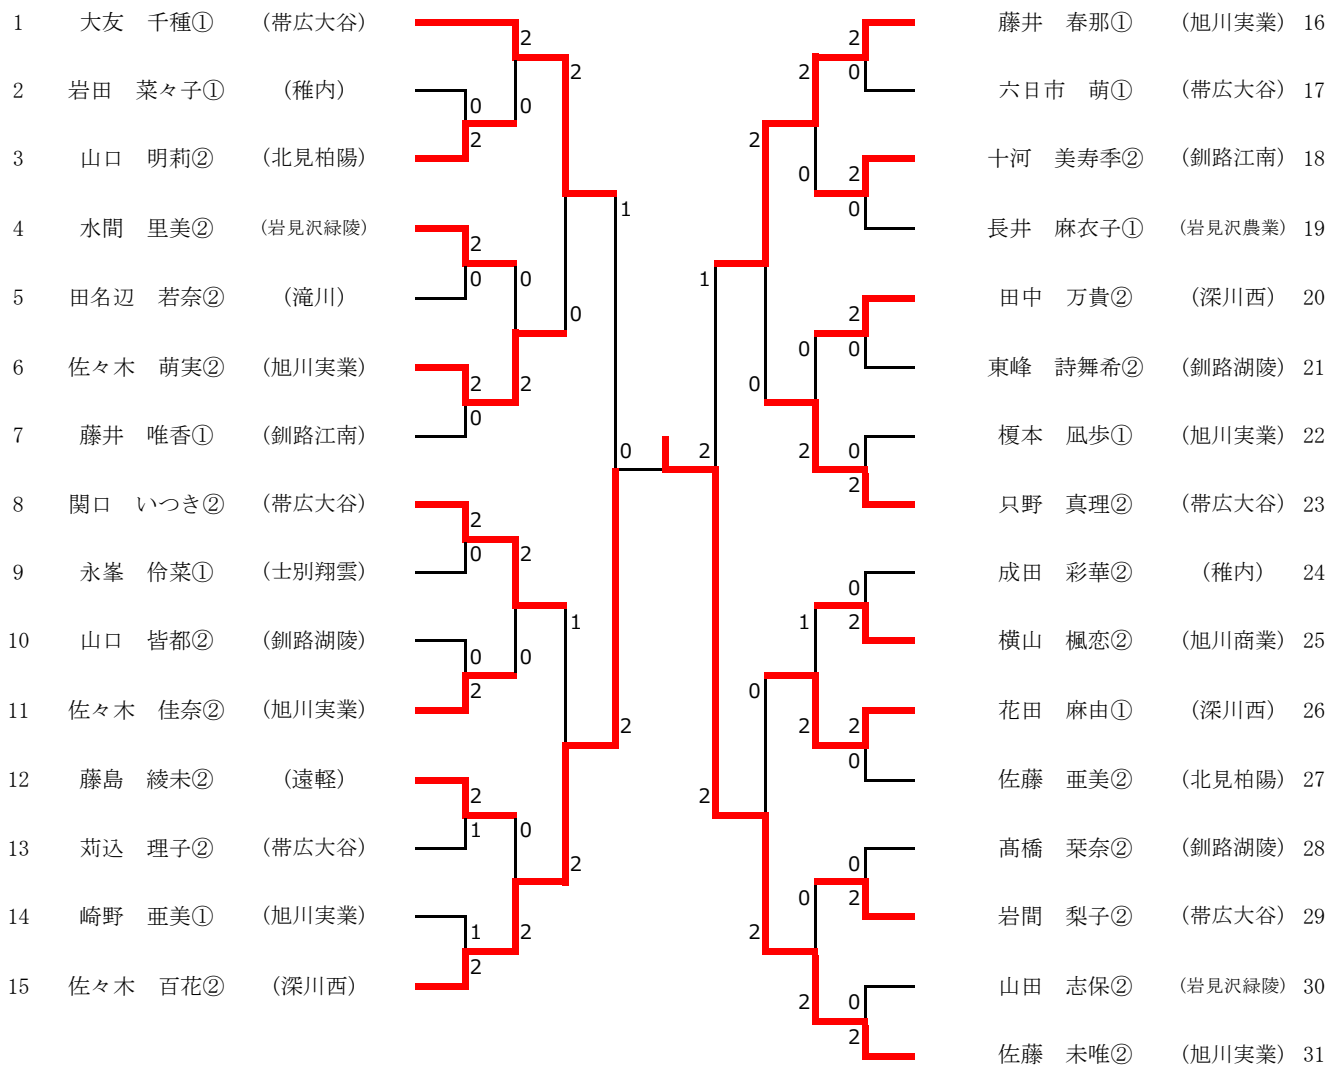 1 大友 千種① (帯広大谷)
2 岩田 菜々子① (稚内)
3 山口 明莉② (北見柏陽)
4 水間 里美② (岩見沢緑陵)
5 田名辺 若奈② (滝川)
6 佐々木 萌実② (旭川実業)
7 藤井 唯香① (釧路江南)
8 関口 いつき② (帯広大谷)
9 永峯 伶菜① (士別翔雲)
10 山口 皆都② (釧路湖陵)
11 佐々木 佳奈② (旭川実業)
12 藤島 綾未② (遠軽)
13 苅込 理子② (帯広大谷)
14 崎野 亜美① (旭川実業)
15 佐々木 百花② (深川西)
2
0
2
0
2
0
2
0
2
0
2
0
2
1
1
2
2
0
0
2
2
0
0
2
2
0
1
2
1
2
0
2
1
2
2
0
0
2
2
0
0
2
1
2
0
2
2
0
2
0
2
0
0
2
0
2
2
0
0
2
0
2
藤井 春那① (旭川実業) 16
六日市 萌① (帯広大谷) 17
十河 美寿季② (釧路江南) 18
長井 麻衣子① (岩見沢農業) 19
田中 万貴② (深川西) 20
東峰 詩舞希② (釧路湖陵) 21
榎本 凪歩① (旭川実業) 22
只野 真理② (帯広大谷) 23
成田 彩華② (稚内) 24
横山 楓恋② (旭川商業) 25
花田 麻由① (深川西) 26
佐藤 亜美② (北見柏陽) 27
髙橋 栞奈② (釧路湖陵) 28
岩間 梨子② (帯広大谷) 29
山田 志保② (岩見沢緑陵) 30
佐藤 未唯② (旭川実業) 31